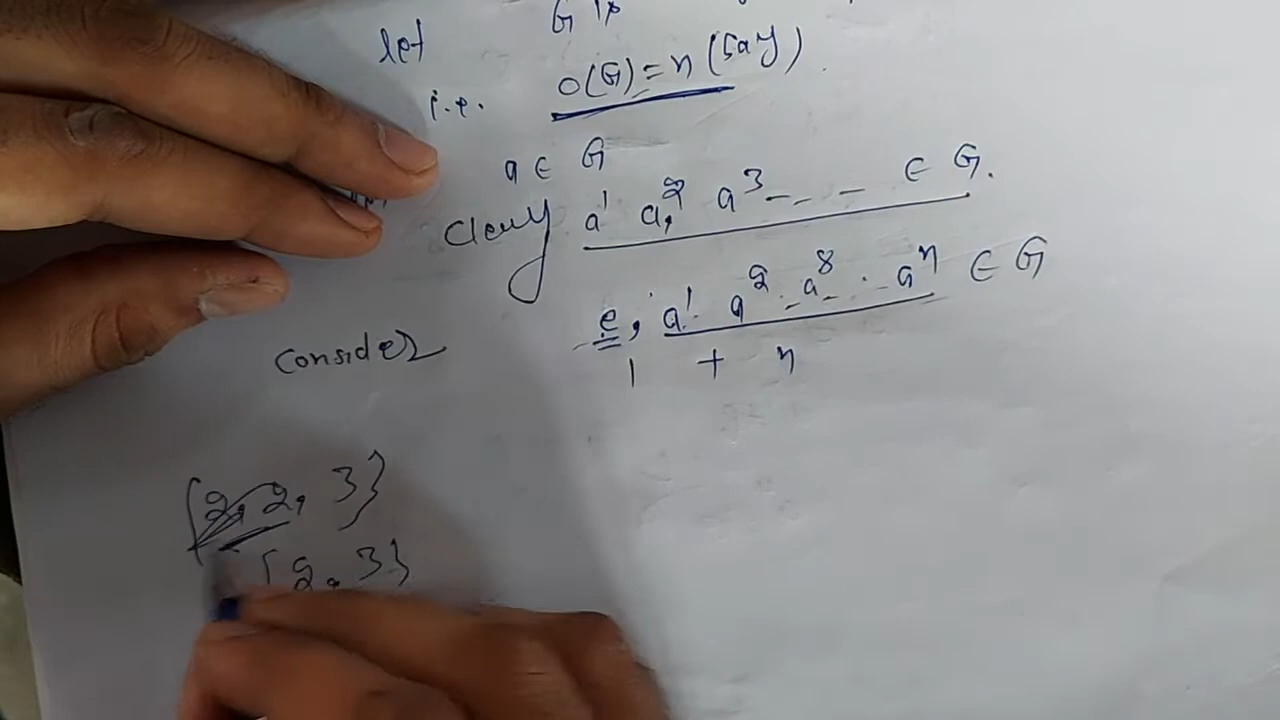 let G is
i.e. o(G) = n (say)
a ∈ G
Clearly a¹ a², a³ - - - - ∈ G.
Consider e, a¹ a² . a⁸ . . aⁿ ∈ G
1 + n
{2, 2, 3}
{2, 3}